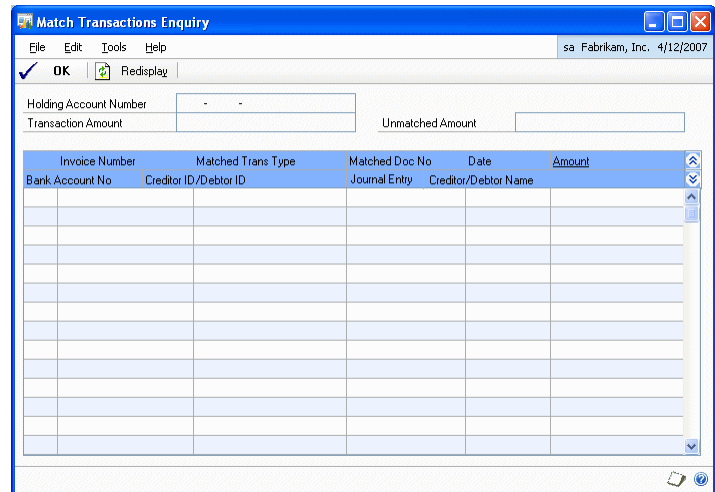 Match Transactions Enquiry
File Edit Tools Help sa Fabrikam, Inc. 4/12/2007
OK Redisplay
Holding Account Number - -
Transaction Amount Unmatched Amount
Invoice Number Matched Trans Type Matched Doc No Date Amount
Bank Account No Creditor ID/Debtor ID Journal Entry Creditor/Debtor Name